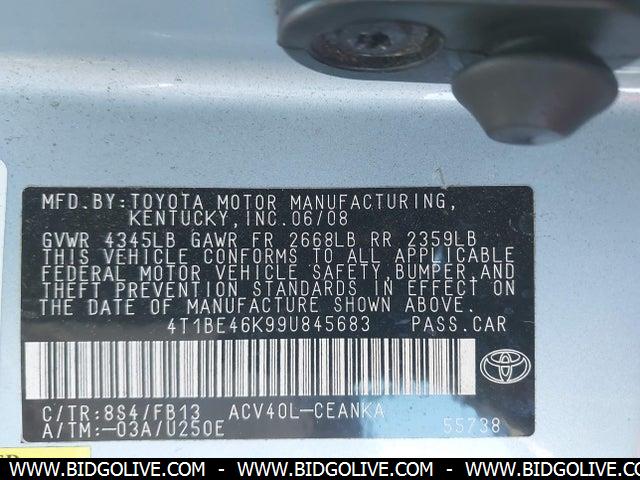 MFD.BY:TOYOTA MOTOR MANUFACTURING,
KENTUCKY,INC.06/08
GVWR 4345LB GAWR FR 2668LB RR 2359LB
THIS VEHICLE CONFORMS TO ALL APPLICABLE
FEDERAL MOTOR VEHICLE SAFETY,BUMPER,AND
THEFT PREVENTION STANDARDS IN EFFECT ON
THE DATE OF MANUFACTURE SHOWN ABOVE.
4T1BE46K99U845683 PASS.CAR
C/TR:8S4/FB13 ACV40L-CEANKA
A/TM:-03A/U250E 55738
WWW.BIDGOLIVE.COM - WWW.BIDGOLIVE.COM - WWW.BIDGOLIVE.COM